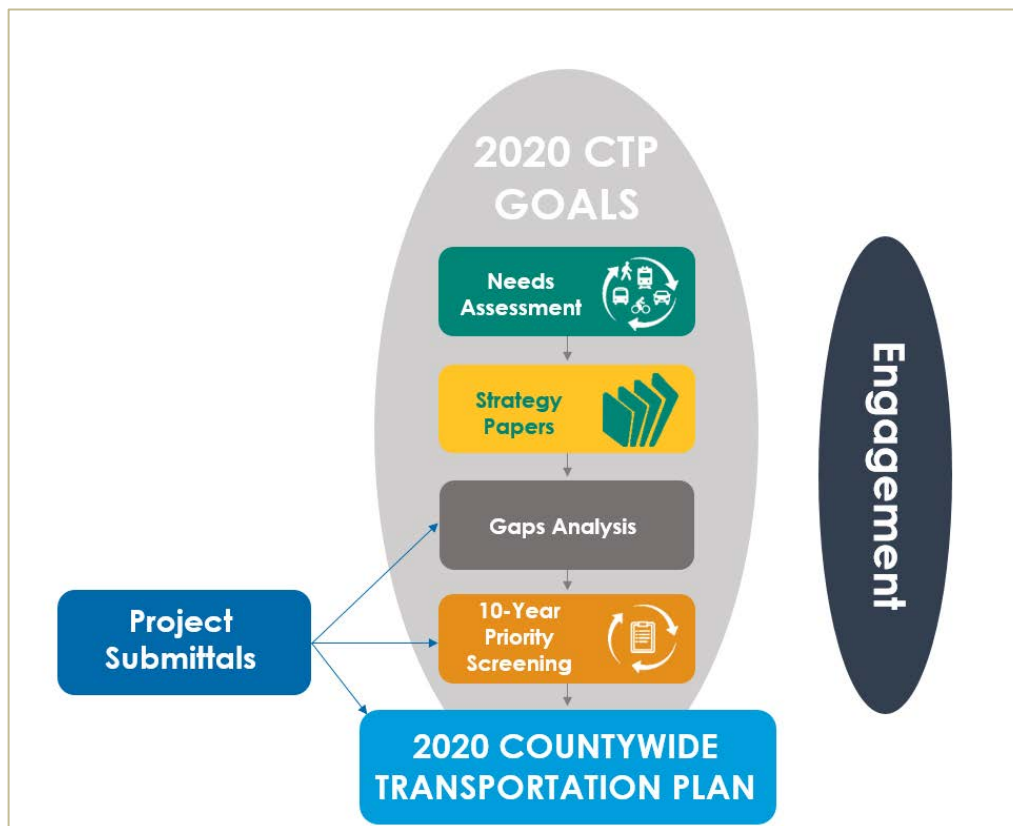 2020 CTP
GOALS
Needs
Assessment
Strategy
Papers
Gaps Analysis
10-Year
Priority
Screening
Project
Submittals
2020 COUNTYWIDE
TRANSPORTATION PLAN
Engagement